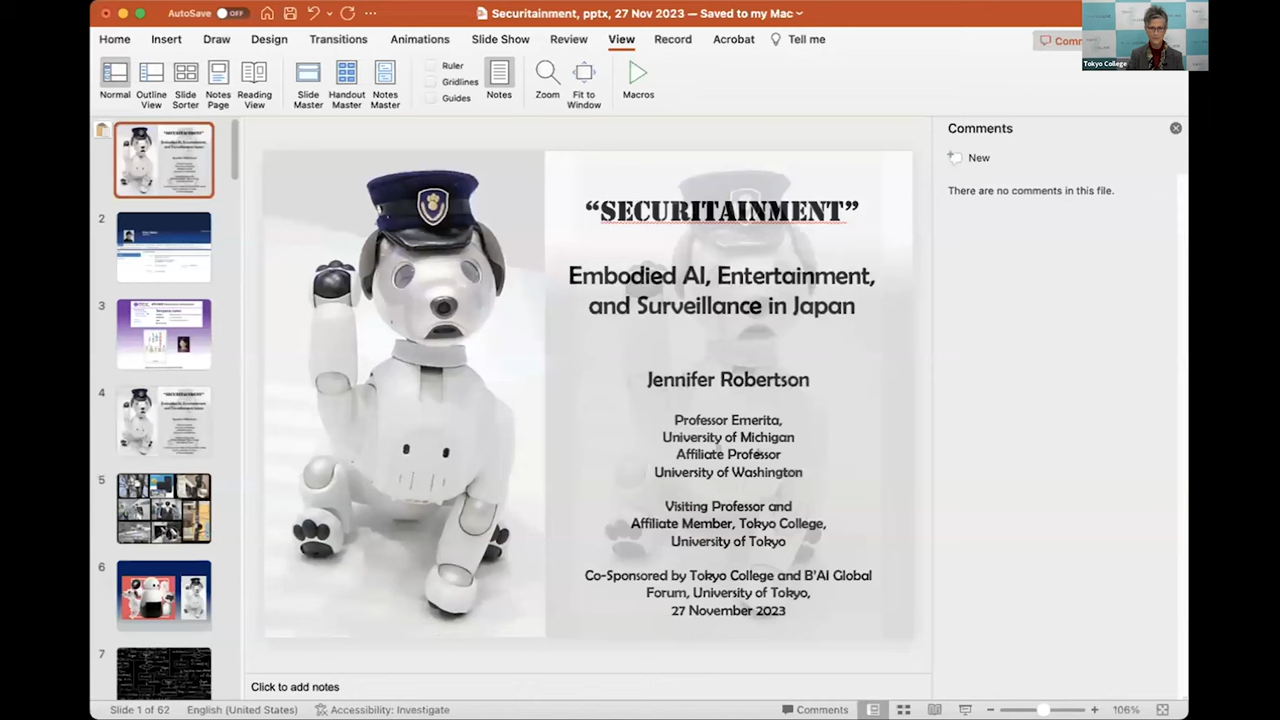 AutoSave OFF
Securitainment, pptx, 27 Nov 2023 — Saved to my Mac
Home Insert Draw Design Transitions Animations Slide Show Review View Record Acrobat Tell me
Tokyo College
Normal Outline View Slide Sorter Notes Page Reading View Slide Master Handout Master Notes Master
Ruler
Gridlines
Guides
Notes Zoom Fit to Window Macros
Comments
New
There are no comments in this file.
2
3
4
5
6
7
“SECURITAINMENT”
Embodied AI, Entertainment,
and Surveillance in Japan
Jennifer Robertson
Professor Emerita,
University of Michigan
Affiliate Professor
University of Washington
Visiting Professor and
Affiliate Member, Tokyo College,
University of Tokyo
Co-Sponsored by Tokyo College and B'AI Global
Forum, University of Tokyo,
27 November 2023
Click to add notes
Slide 1 of 62 English (United States) Accessibility: Investigate Comments 106%